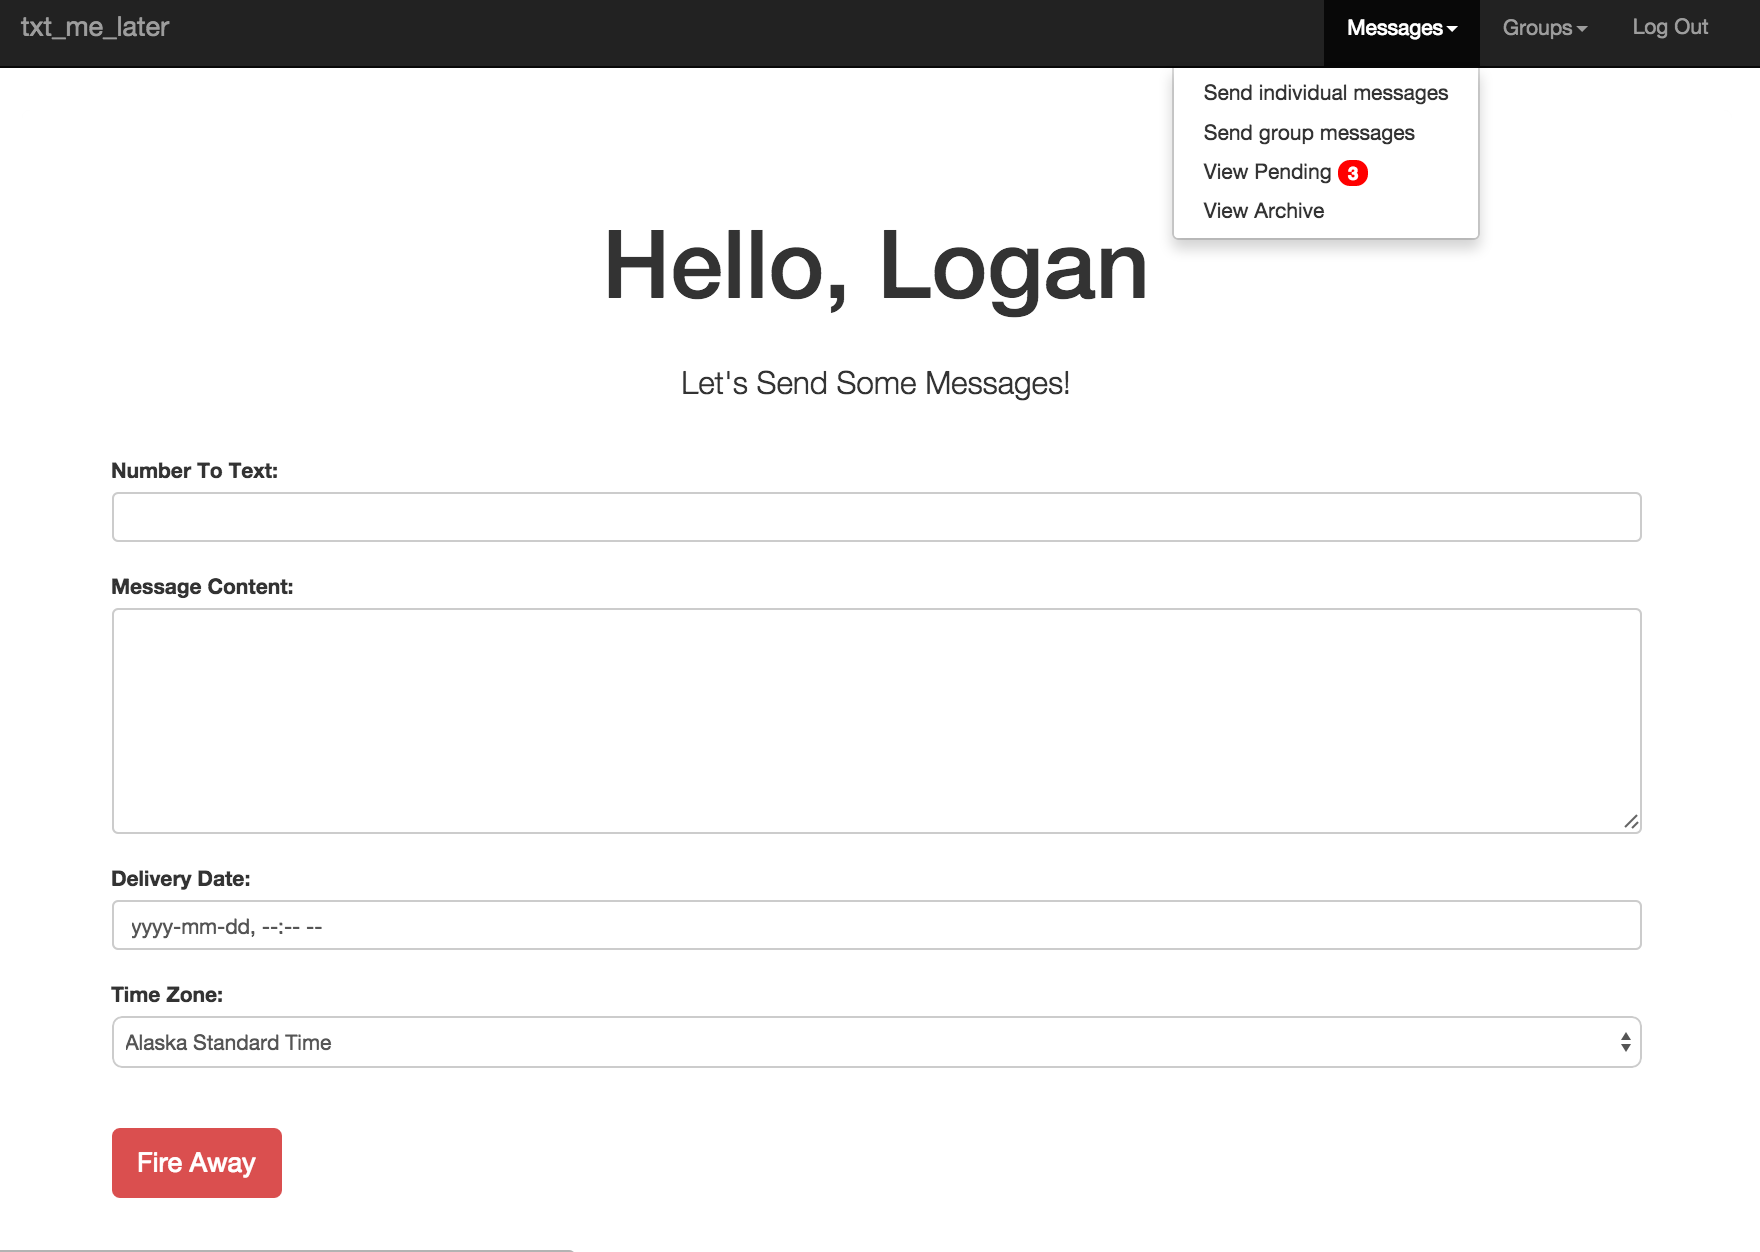 txt_me_later
Messages
Groups
Log Out
Send individual messages
Send group messages
View Pending 3
View Archive
Hello, Logan
Let's Send Some Messages!
Number To Text:
Message Content:
Delivery Date:
yyyy-mm-dd, --:-- --
Time Zone:
Alaska Standard Time
Fire Away